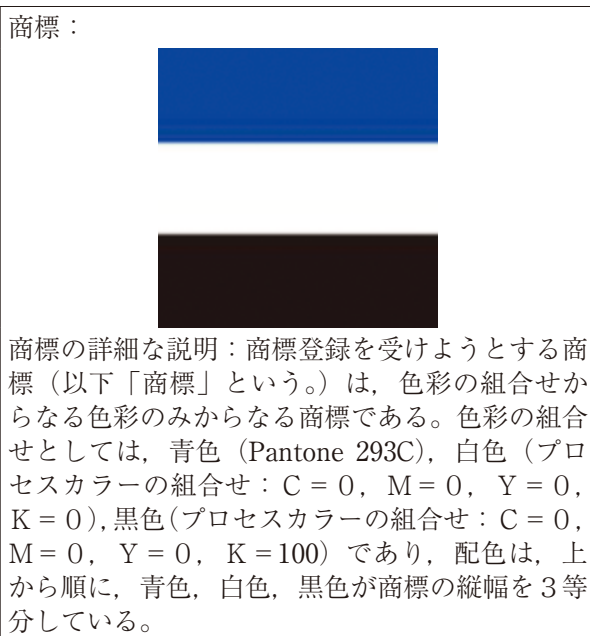 商標：
商標の詳細な説明：商標登録を受けようとする商
標（以下「商標」という。）は，色彩の組合せか
らなる色彩のみからなる商標である。色彩の組合
せとしては，青色（Pantone 293C），白色（プロ
セスカラーの組合せ：C＝0，M＝0，Y＝0，
K＝0），黒色（プロセスカラーの組合せ：C＝0，
M＝0，Y＝0，K＝100）であり，配色は，上
から順に，青色，白色，黒色が商標の縦幅を３等
分している。